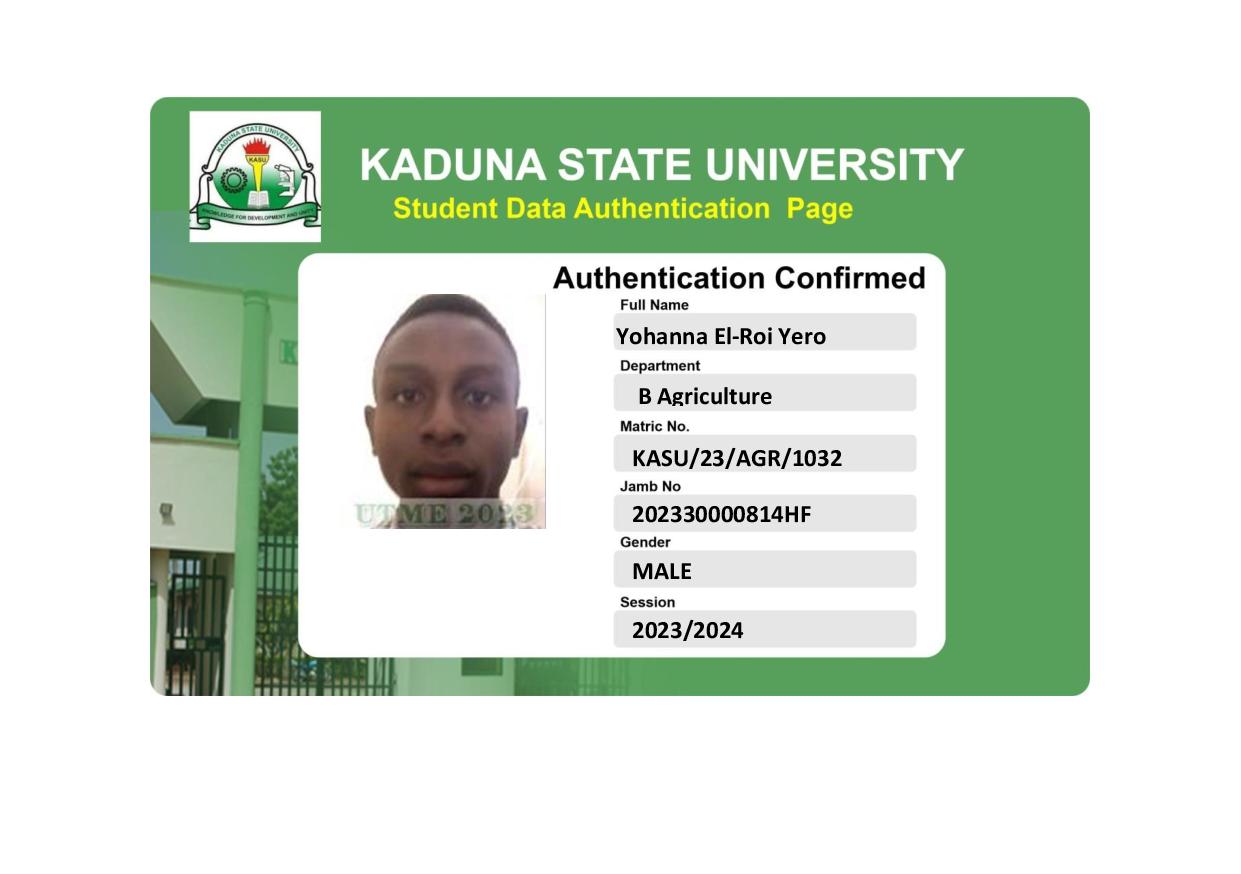 KADUNA STATE UNIVERSITY
KASU
KNOWLEDGE FOR DEVELOPMENT AND UNITY
KADUNA STATE UNIVERSITY
Student Data Authentication Page
Authentication Confirmed
Full Name
Yohanna El-Roi Yero
Department
B Agriculture
Matric No.
KASU/23/AGR/1032
Jamb No
202330000814HF
Gender
MALE
Session
2023/2024
UTME 2023